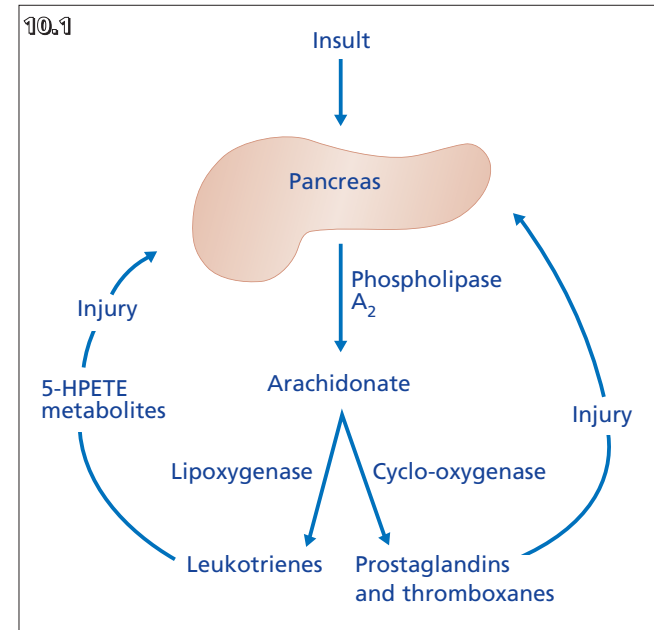 10.1
Insult
Pancreas
Phospholipase
A₂
Injury
Arachidonate
5-HPETE
metabolites
Injury
Lipoxygenase
Cyclo-oxygenase
Leukotrienes
Prostaglandins
and thromboxanes